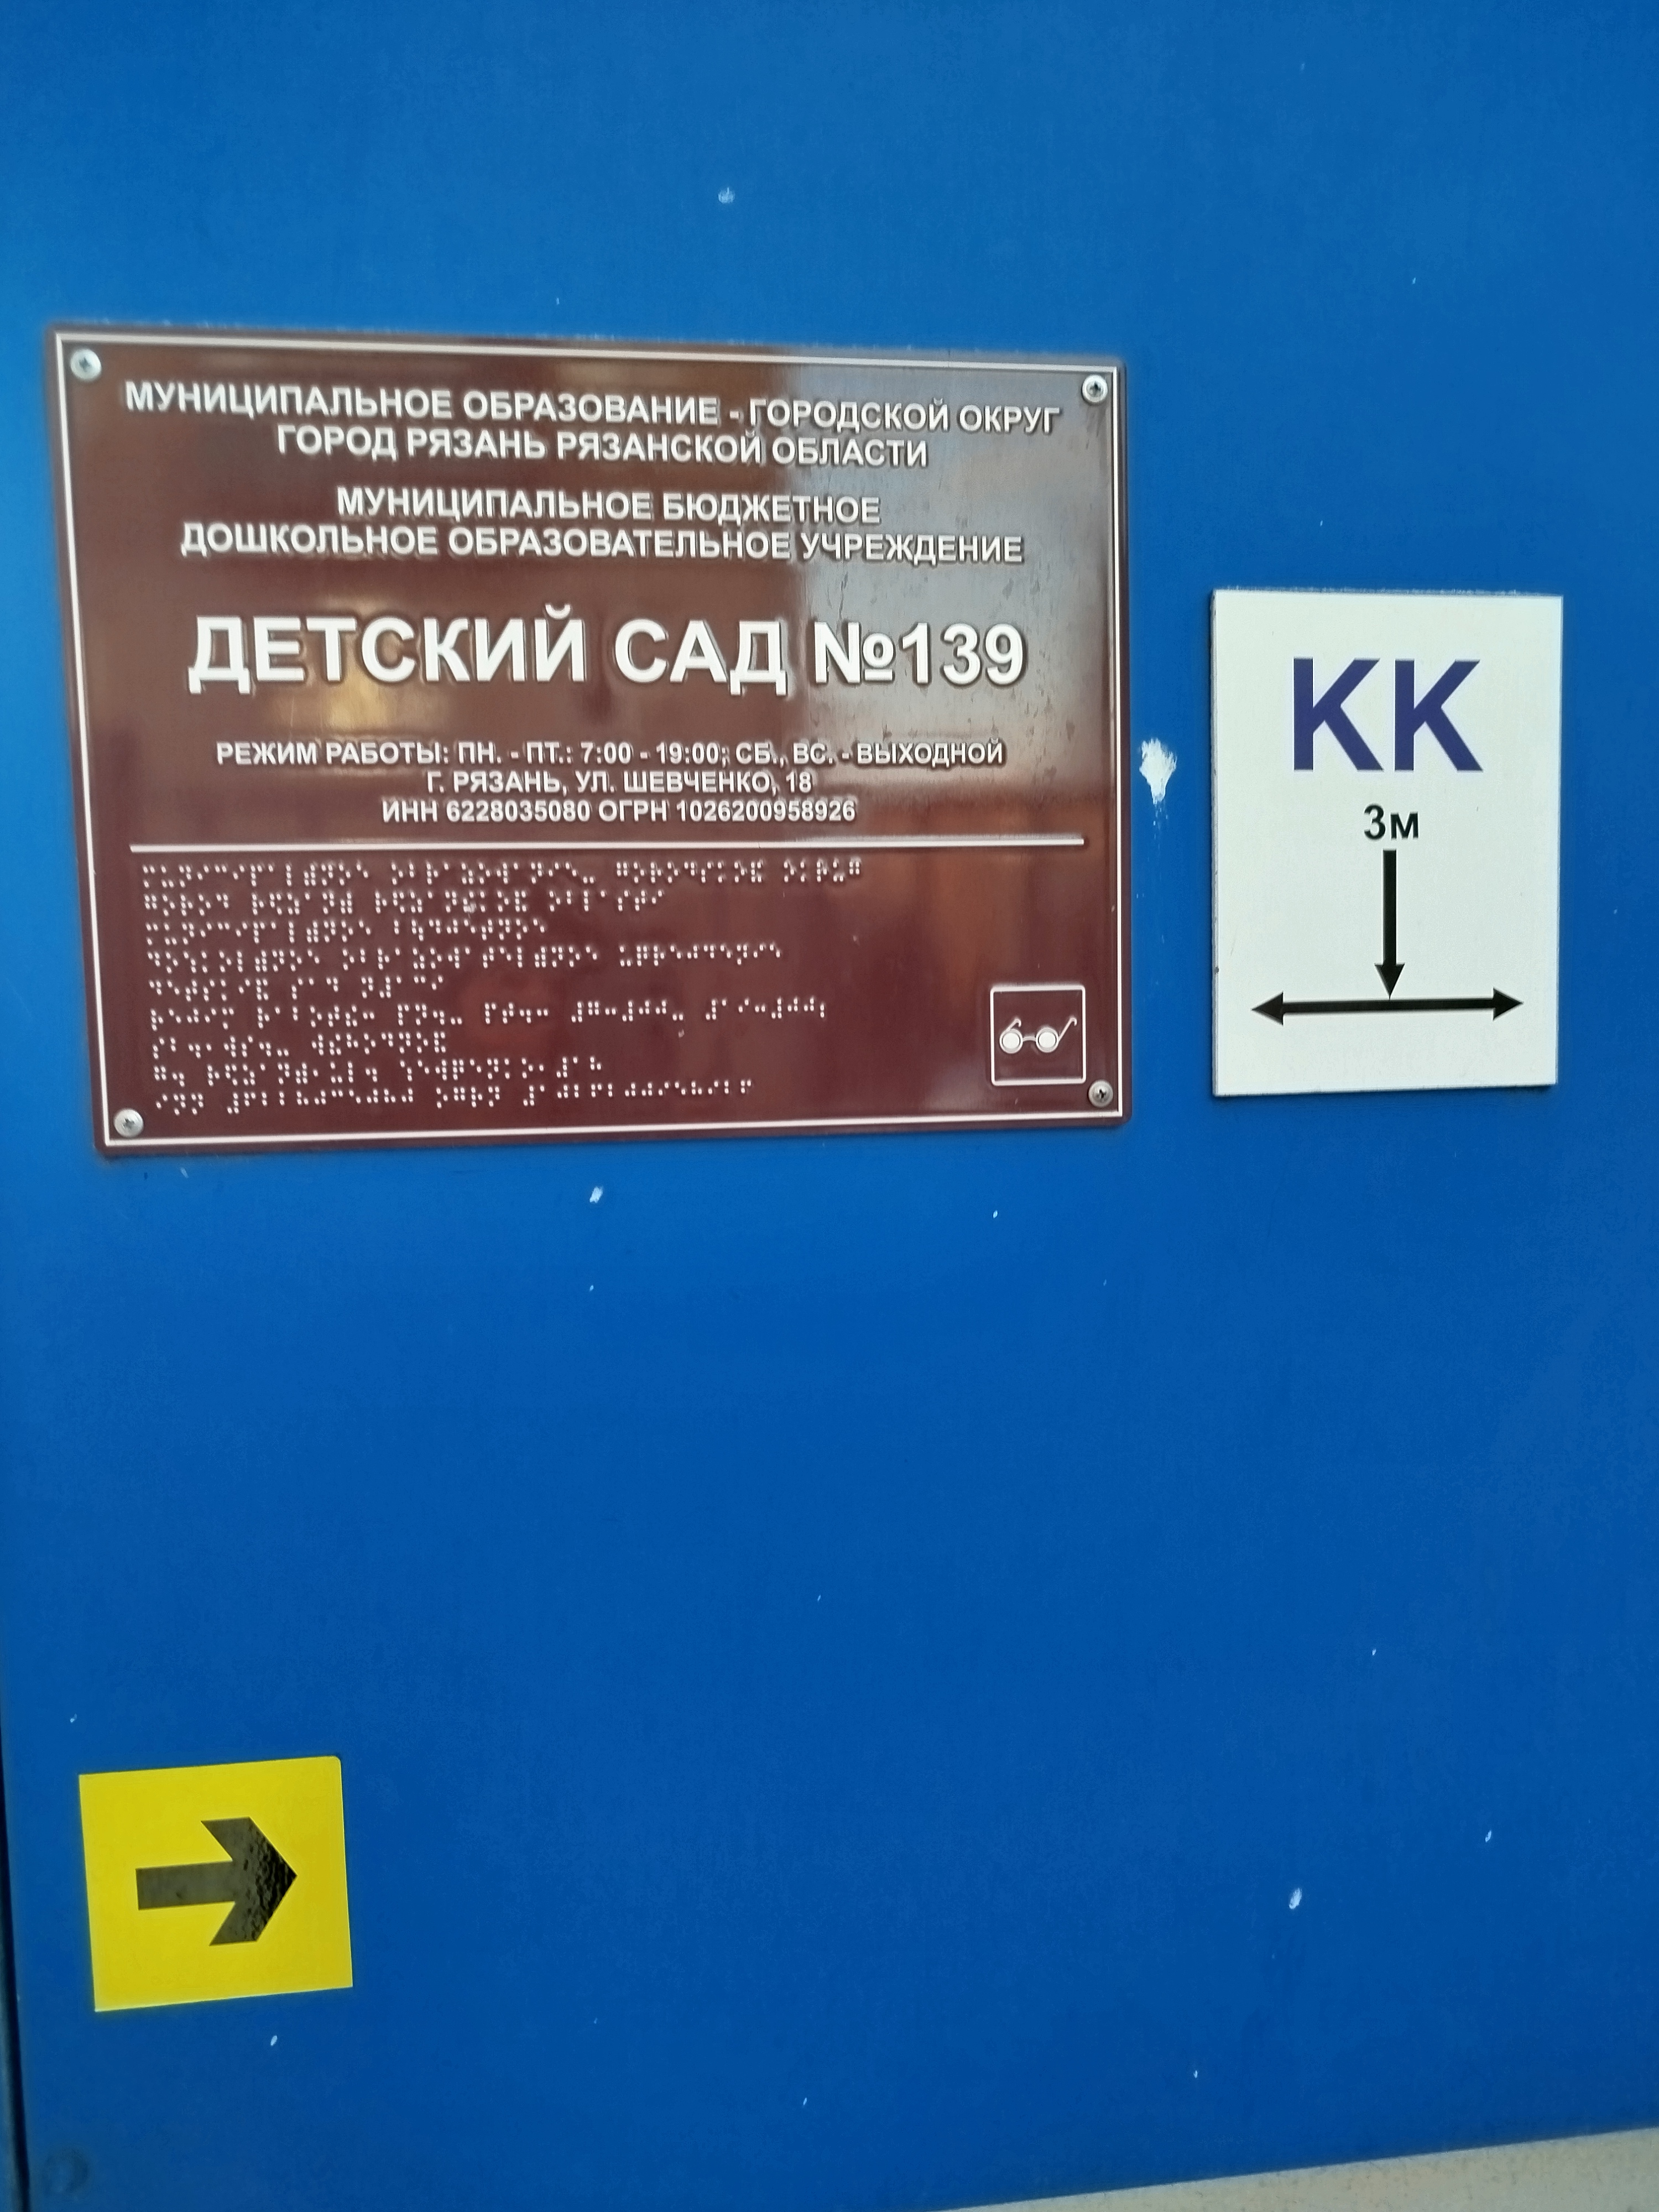 МУНИЦИПАЛЬНОЕ ОБРАЗОВАНИЕ - ГОРОДСКОЙ ОКРУГ
ГОРОД РЯЗАНЬ РЯЗАНСКОЙ ОБЛАСТИ
МУНИЦИПАЛЬНОЕ БЮДЖЕТНОЕ
ДОШКОЛЬНОЕ ОБРАЗОВАТЕЛЬНОЕ УЧРЕЖДЕНИЕ
ДЕТСКИЙ САД №139
РЕЖИМ РАБОТЫ: ПН. - ПТ.: 7:00 - 19:00; СБ., ВС. - ВЫХОДНОЙ
Г. РЯЗАНЬ, УЛ. ШЕВЧЕНКО, 18
ИНН 6228035080 ОГРН 1026200958926
КК
3м